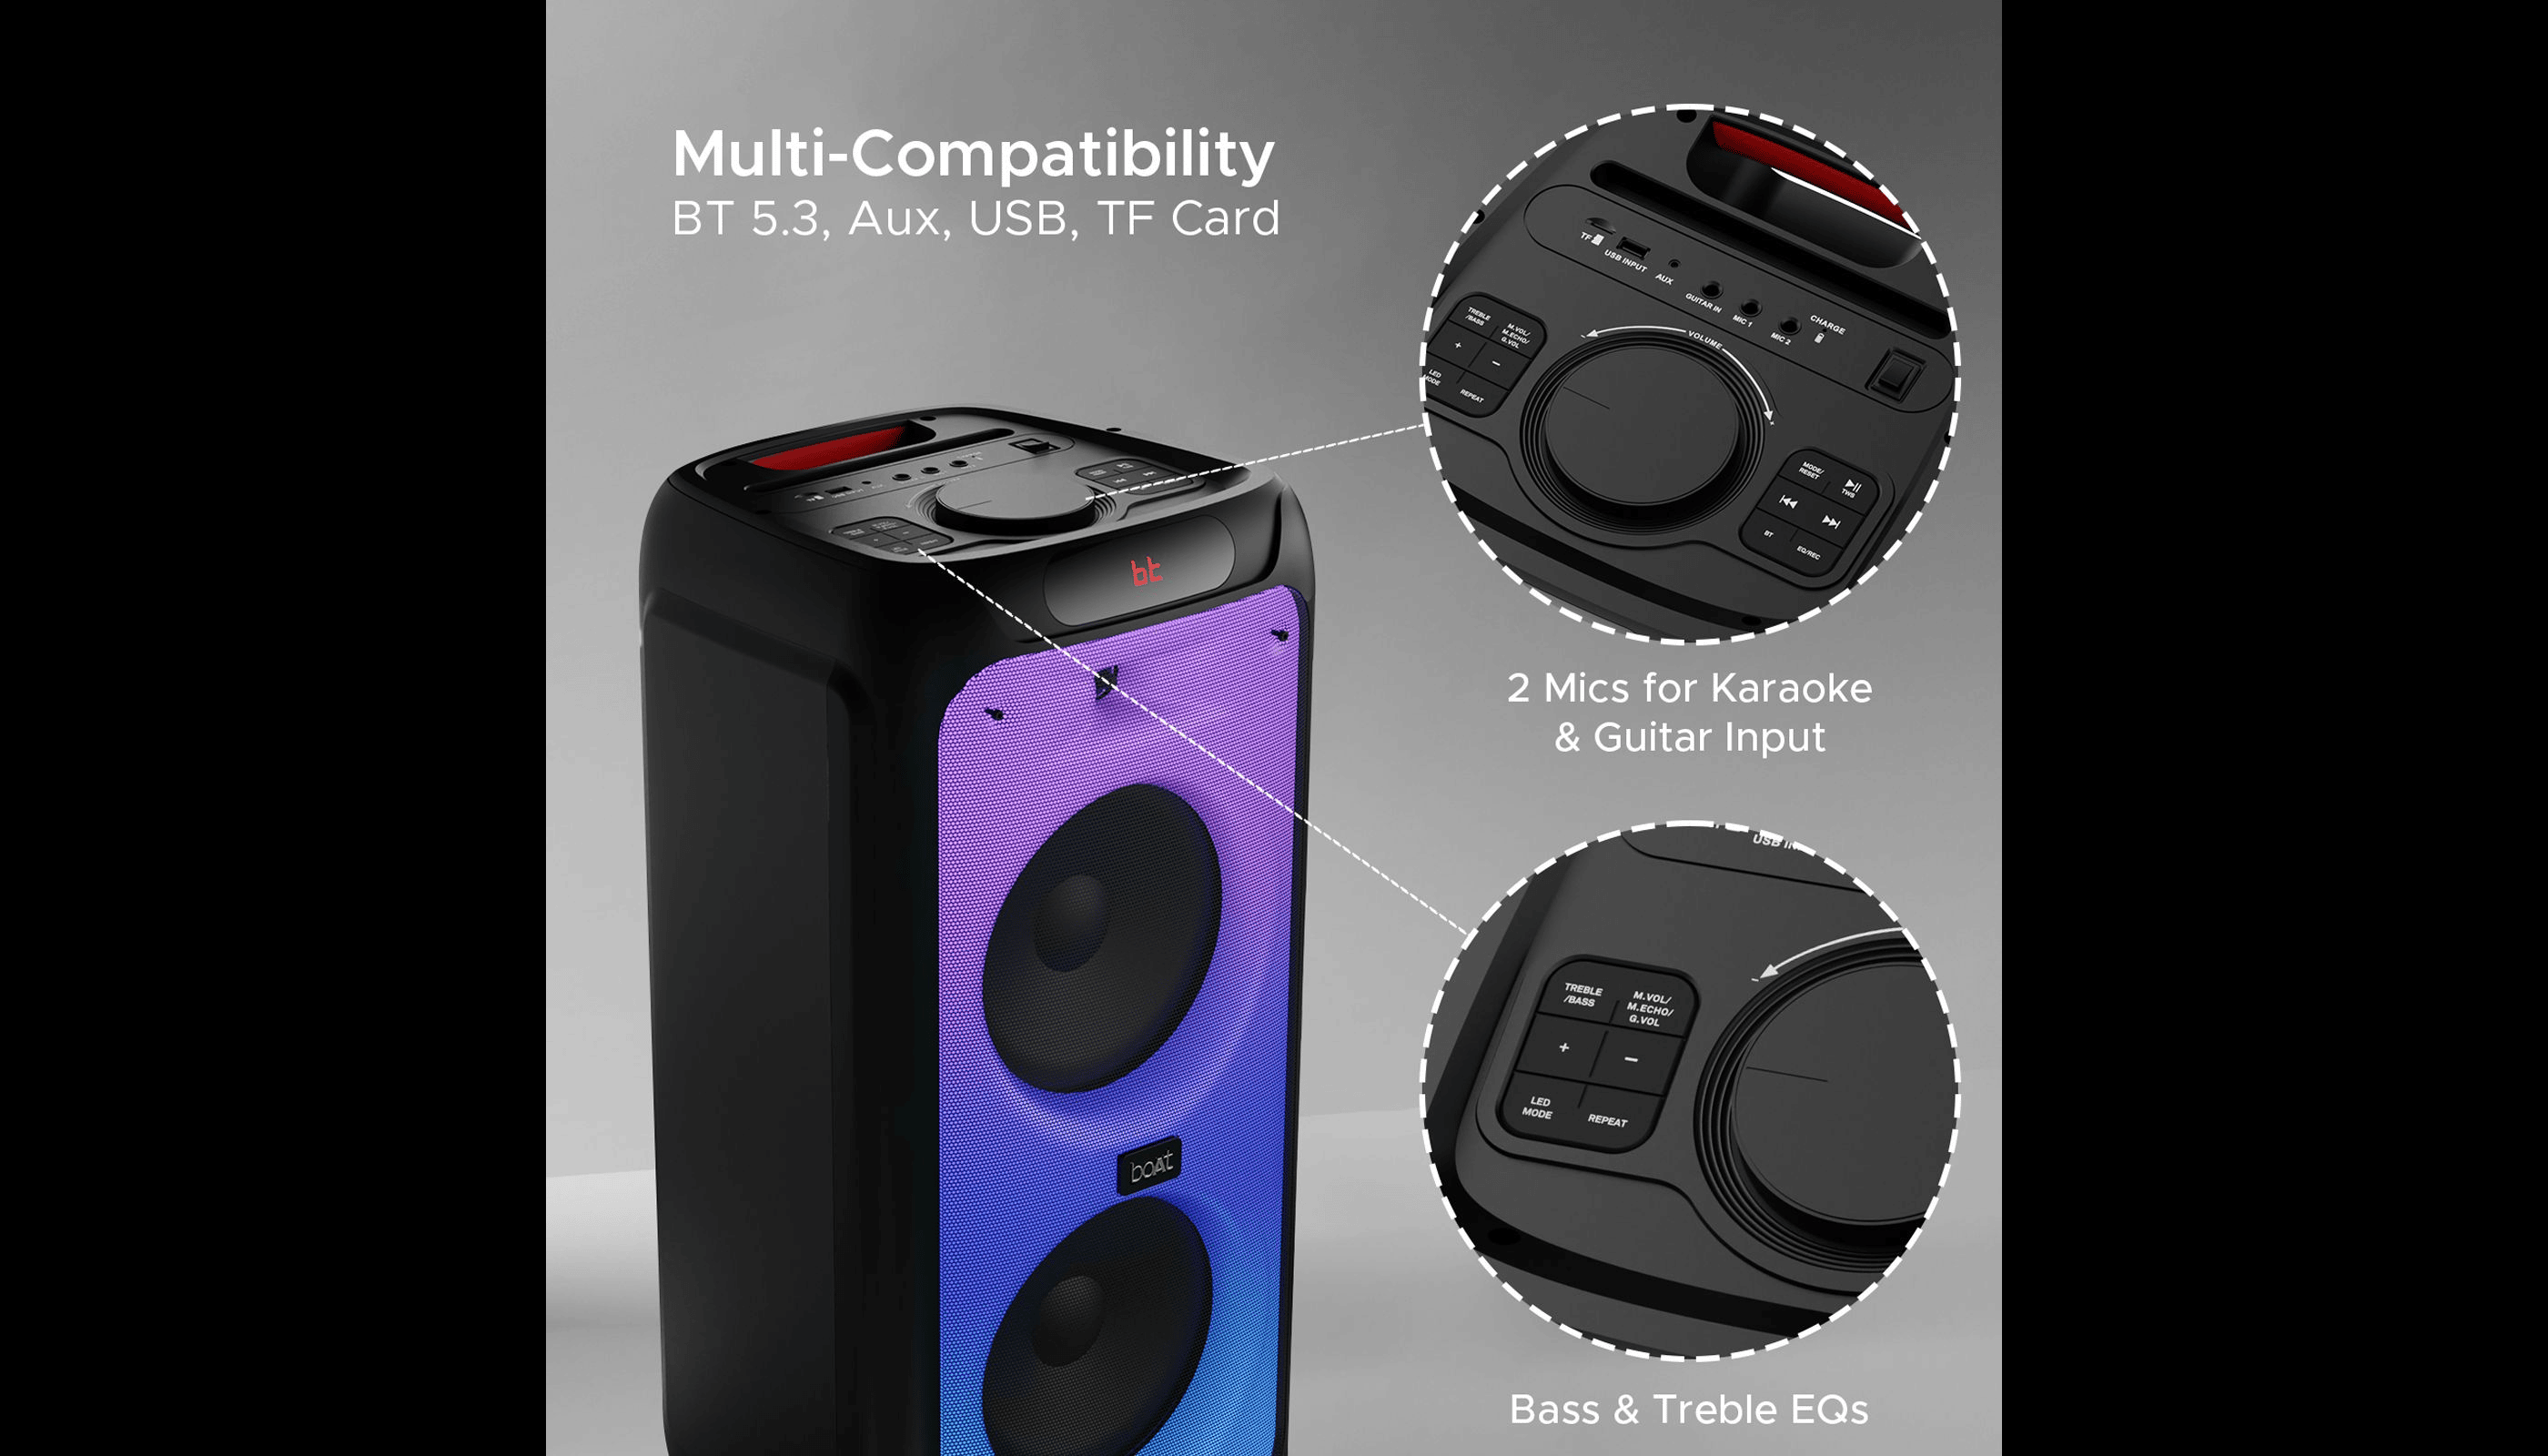 Multi-Compatibility
BT 5.3, Aux, USB, TF Card
TF
USB INPUT
AUX
GUITAR IN
MIC 1
MIC 2
CHARGE
TREBLE
/BASS
M.VOL/
M.ECHO/
G.VOL
+
−
LED
MODE
REPEAT
− VOLUME +
MODE/
RESET
TWS
BT
EQ/REC
2 Mics for Karaoke
& Guitar Input
bt
boAt
USB IN
TREBLE
/BASS
M.VOL/
M.ECHO/
G.VOL
+
−
LED
MODE
REPEAT
Bass & Treble EQs